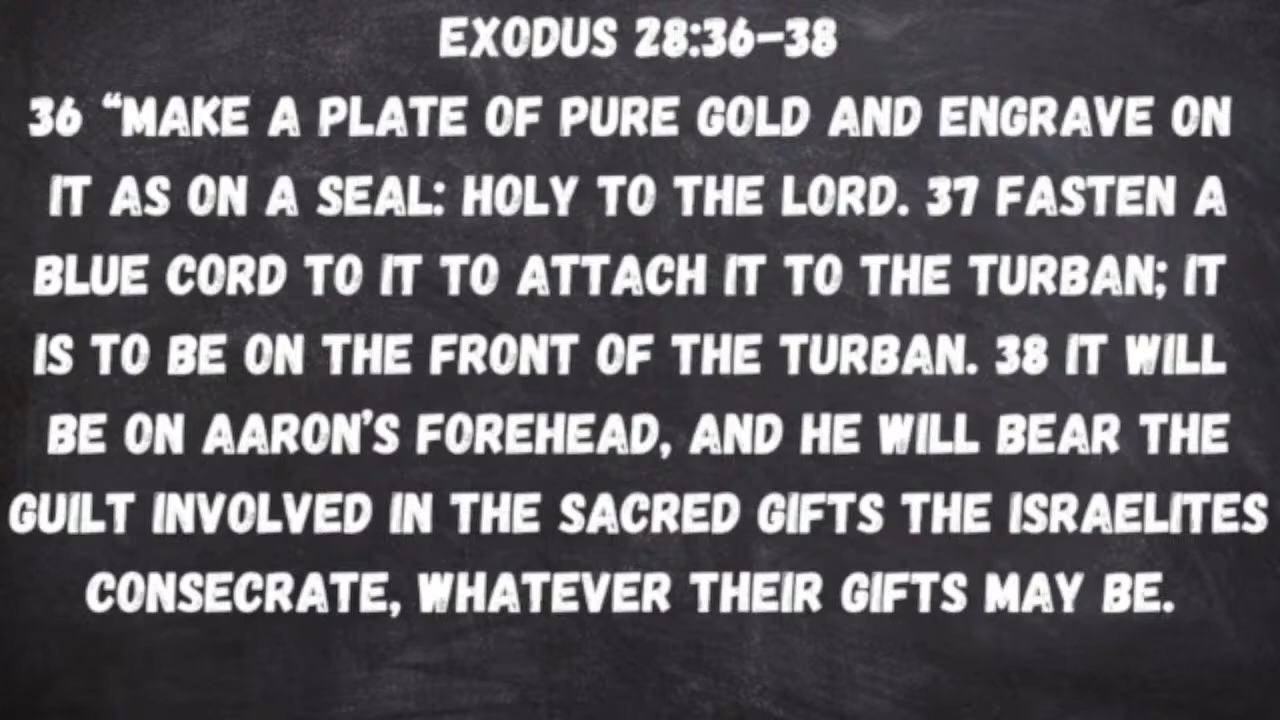 EXODUS 28:36–38
36 “MAKE A PLATE OF PURE GOLD AND ENGRAVE ON
IT AS ON A SEAL: HOLY TO THE LORD. 37 FASTEN A
BLUE CORD TO IT TO ATTACH IT TO THE TURBAN; IT
IS TO BE ON THE FRONT OF THE TURBAN. 38 IT WILL
BE ON AARON’S FOREHEAD, AND HE WILL BEAR THE
GUILT INVOLVED IN THE SACRED GIFTS THE ISRAELITES
CONSECRATE, WHATEVER THEIR GIFTS MAY BE.